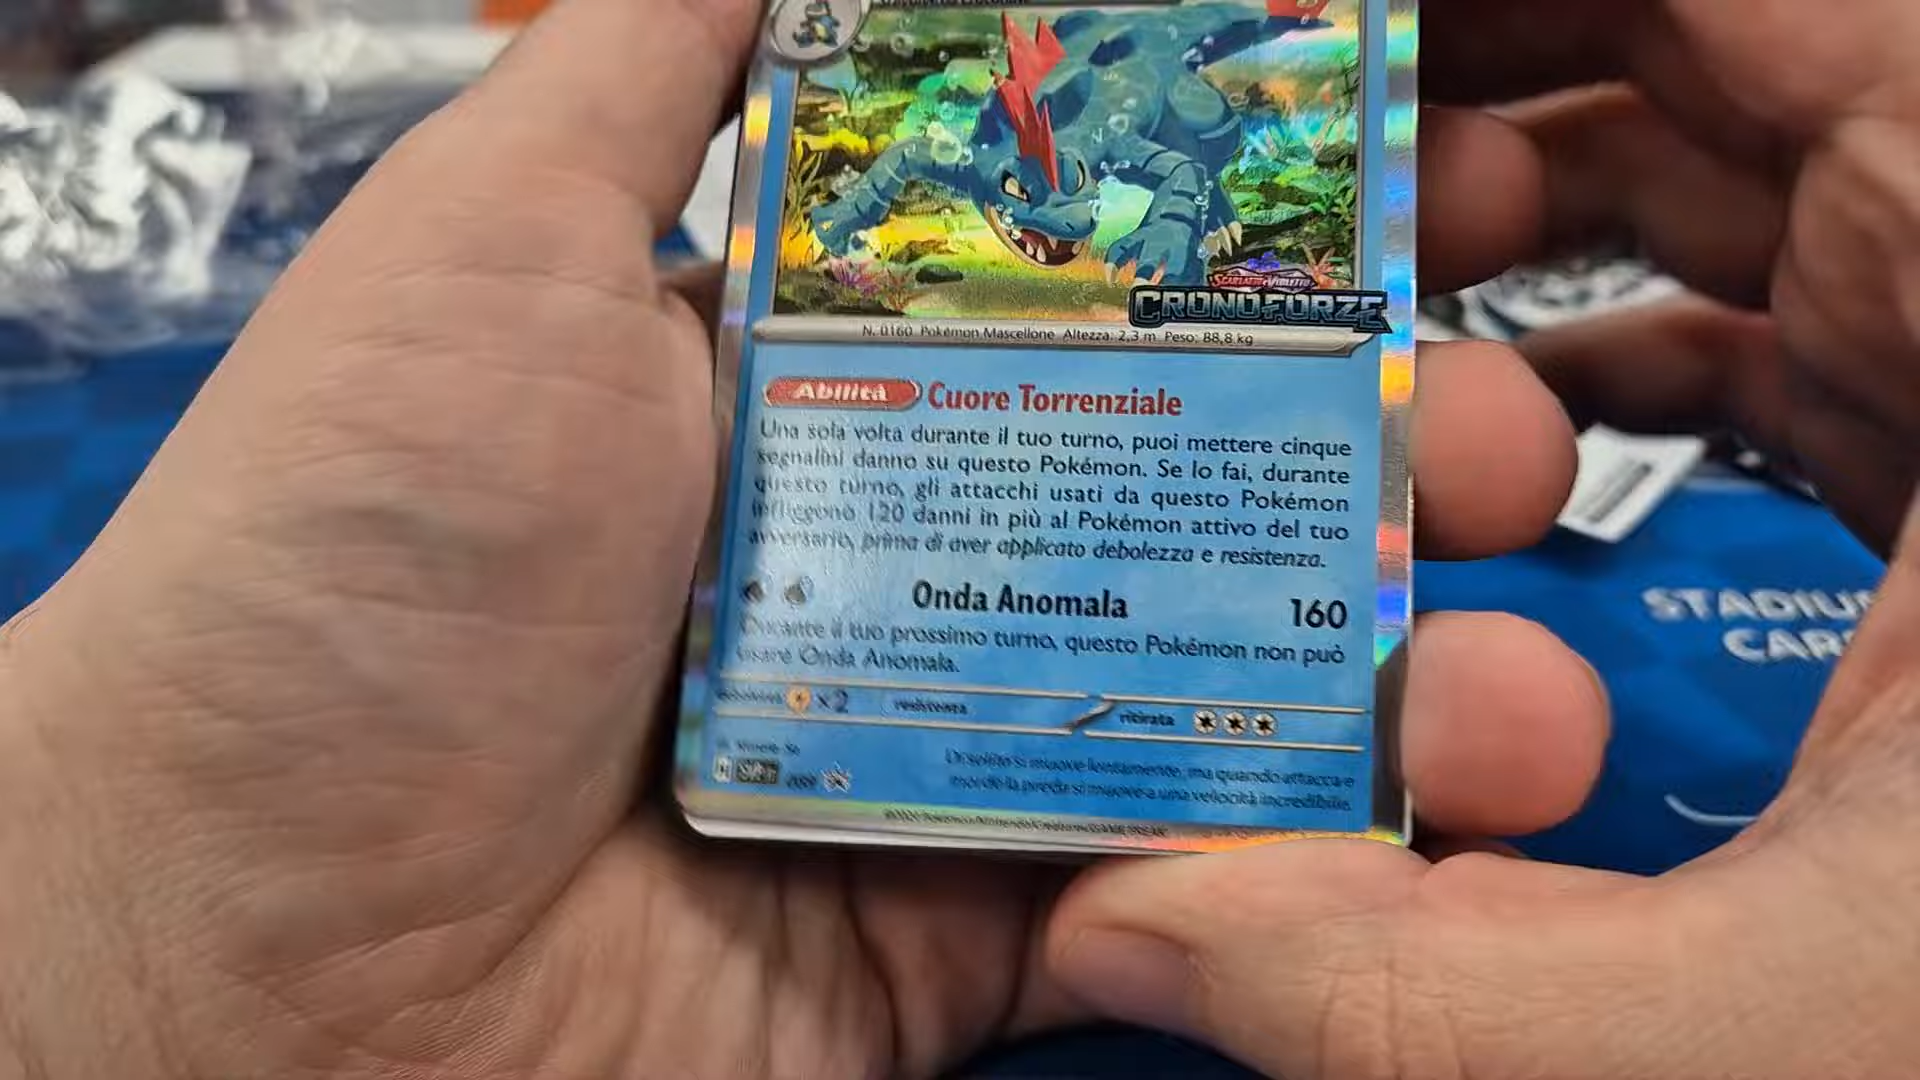 SCARLATTO e VIOLETTO
CRONOFORZE
N. 0160 Pokémon Mascellone Altezza: 2,3 m Peso: 88,8 kg
Abilità Cuore Torrenziale
Una sola volta durante il tuo turno, puoi mettere cinque
segnalini danno su questo Pokémon. Se lo fai, durante
questo turno, gli attacchi usati da questo Pokémon
infliggono 120 danni in più al Pokémon attivo del tuo
avversario, prima di aver applicato debolezza e resistenza.
Onda Anomala 160
Durante il tuo prossimo turno, questo Pokémon non può
usare Onda Anomala.
debolezza ×2 resistenza ritirata
Di solito si muove lentamente, ma quando attacca e
morde la preda si muove a una velocità incredibile.
STADIU
CAR